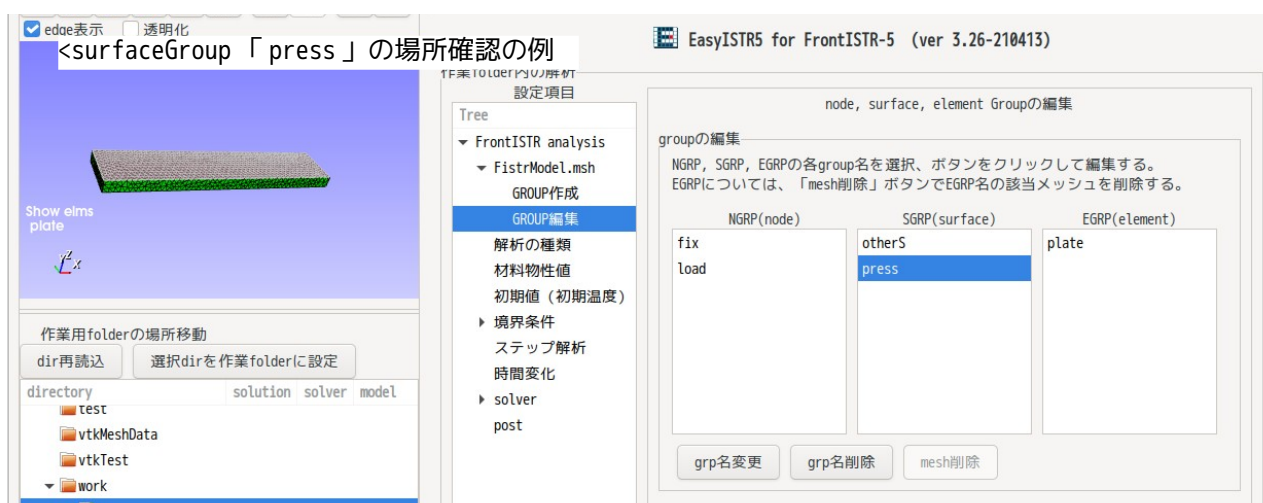 edge表示 透明化
<surfaceGroup「press」の場所確認の例
EasyISTR5 for FrontISTR-5 (ver 3.26-210413)
Show elms
plate
yZ
x
作業用folderの場所移動
dir再読込 選択dirを作業folderに設定
directory solution solver model
test
vtkMeshData
vtkTest
work
作業folder内の解析
設定項目
Tree
FrontISTR analysis
FistrModel.msh
GROUP作成
GROUP編集
解析の種類
材料物性値
初期値（初期温度）
境界条件
ステップ解析
時間変化
solver
post
node, surface, element Groupの編集
groupの編集
NGRP, SGRP, EGRPの各group名を選択、ボタンをクリックして編集する。
EGRPについては、「mesh削除」ボタンでEGRP名の該当メッシュを削除する。
NGRP(node) SGRP(surface) EGRP(element)
fix otherS plate
load press
grp名変更 grp名削除 mesh削除